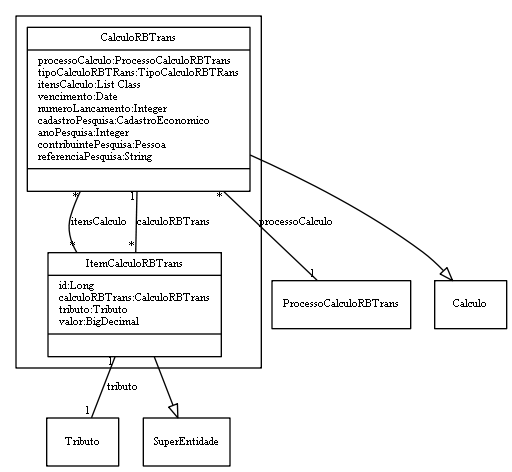 CalculoRBTrans
processoCalculo:ProcessoCalculoRBTrans
tipoCalculoRBTRans:TipoCalculoRBTRans
itensCalculo:List Class
vencimento:Date
numeroLancamento:Integer
cadastroPesquisa:CadastroEconomico
anoPesquisa:Integer
contribuintePesquisa:Pessoa
referenciaPesquisa:String
* 1 *
itensCalculo calculoRBTrans processoCalculo
* * 1
ItemCalculoRBTrans
id:Long
calculoRBTrans:CalculoRBTrans
tributo:Tributo
valor:BigDecimal
ProcessoCalculoRBTrans
Calculo
1
tributo
1
Tributo
SuperEntidade